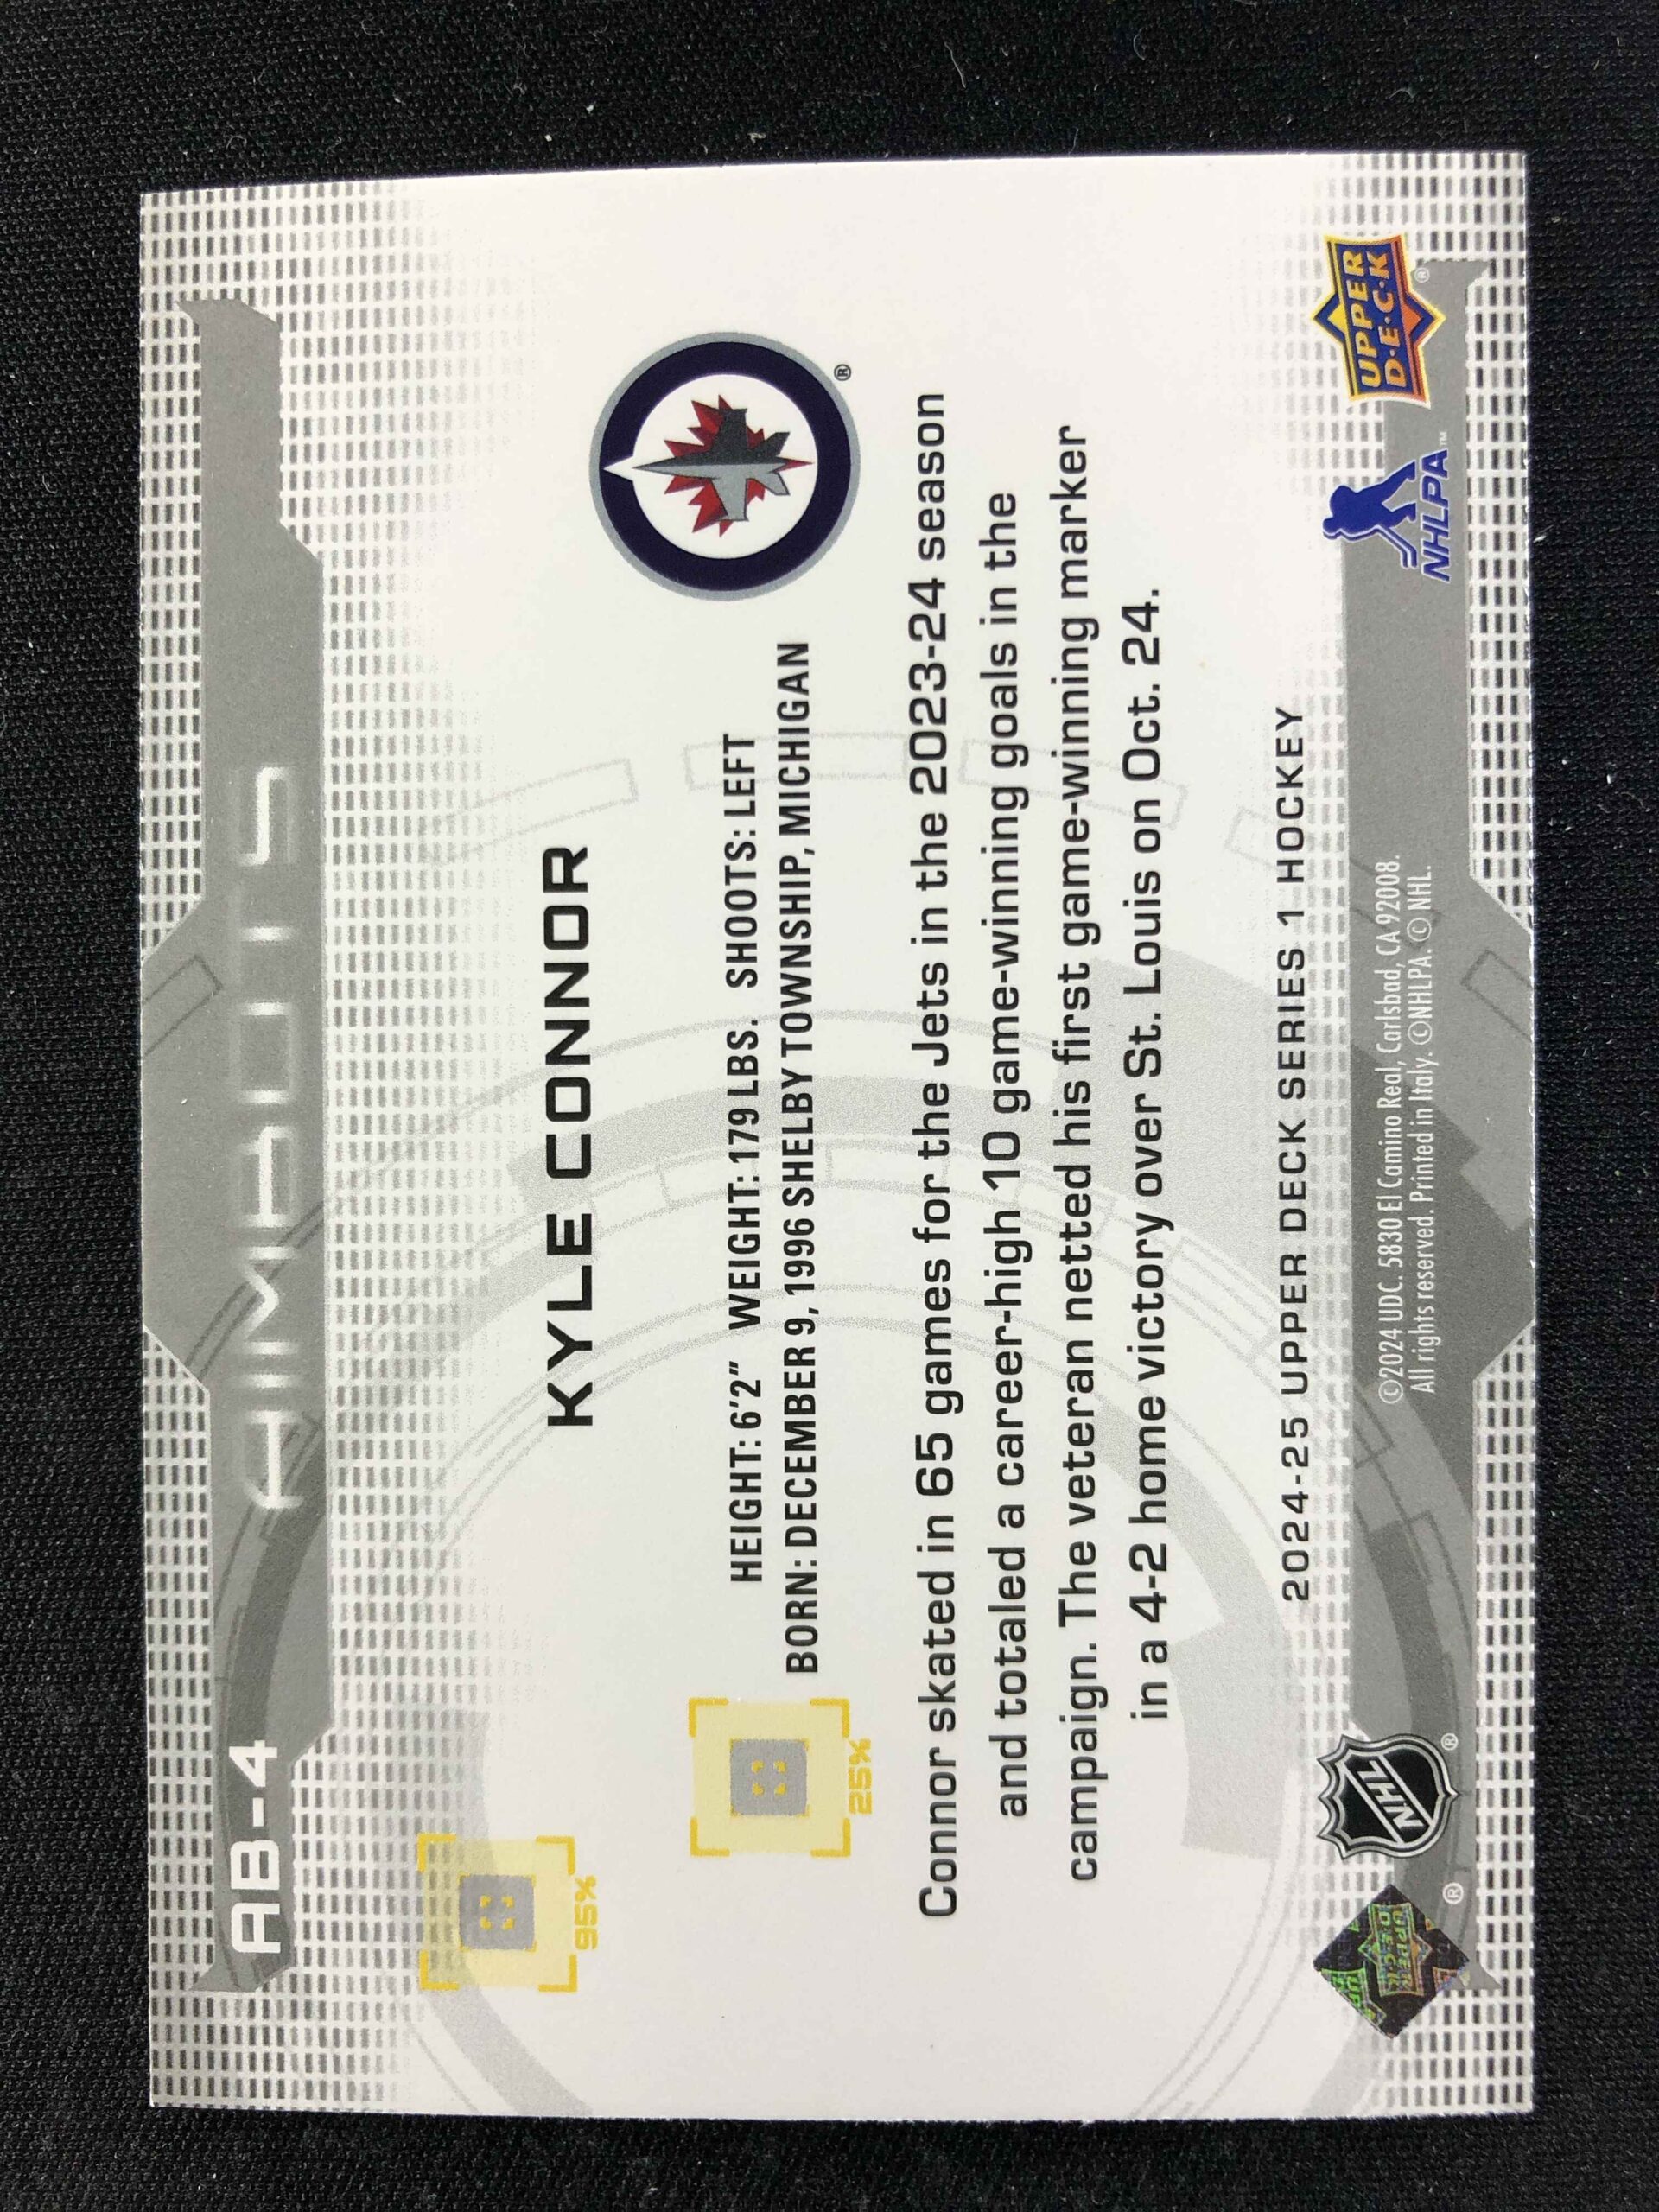 AB-4
AIMBOTS
KYLE CONNOR
95%
HEIGHT: 6'2" WEIGHT: 179 LBS. SHOOTS: LEFT
BORN: DECEMBER 9, 1996 SHELBY TOWNSHIP, MICHIGAN
®
25%
Connor skated in 65 games for the Jets in the 2023-24 season
and totaled a career-high 10 game-winning goals in the
campaign. The veteran netted his first game-winning marker
in a 4-2 home victory over St. Louis on Oct. 24.
2024-25 UPPER DECK SERIES 1 HOCKEY
UPPER
DECK
®
NHL
®
©2024 UDC. 5830 El Camino Real, Carlsbad, CA 92008.
All rights reserved. Printed in Italy. ©NHLPA. © NHL.
NHLPA™
UPPER
D·E·C·K
®